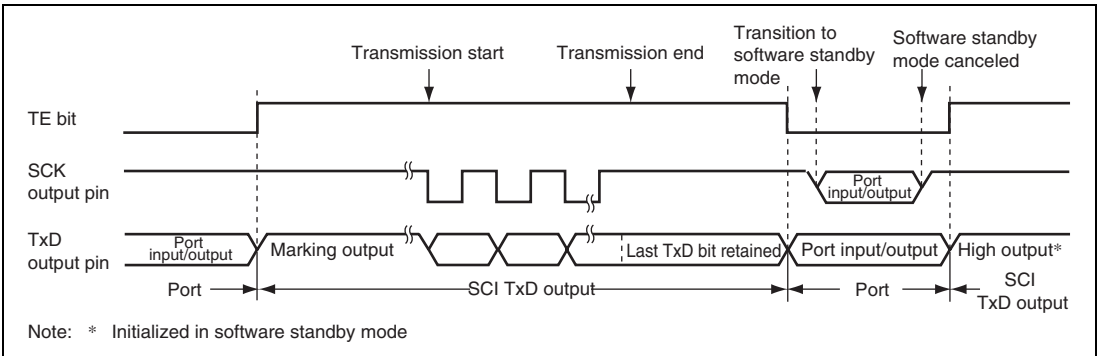 Transmission start
Transmission end
Transition to
software standby
mode
Software standby
mode canceled
TE bit
SCK
output pin
Port
input/output
TxD
output pin
Port
input/output
Marking output
Last TxD bit retained
Port input/output
High output*
Port
SCI TxD output
Port
SCI
TxD output
Note: * Initialized in software standby mode